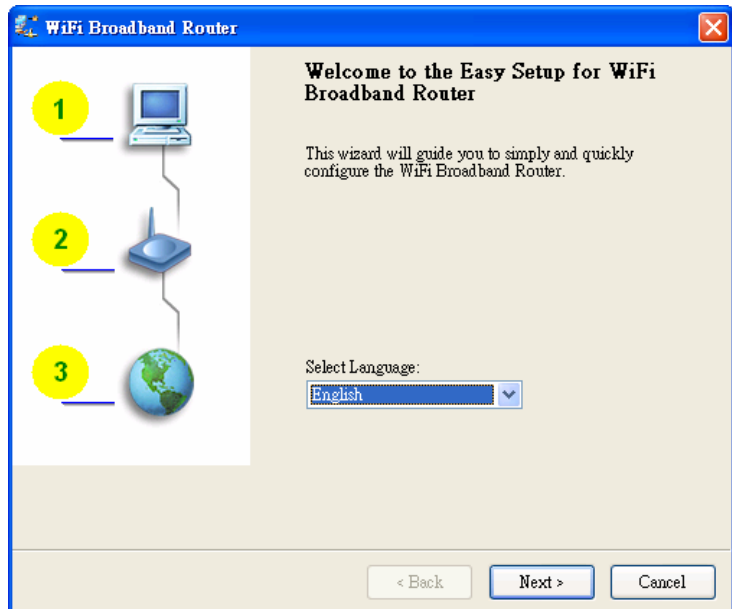 WiFi Broadband Router
1
2
3
Welcome to the Easy Setup for WiFi
Broadband Router
This wizard will guide you to simply and quickly
configure the WiFi Broadband Router.
Select Language:
English
< Back
Next >
Cancel